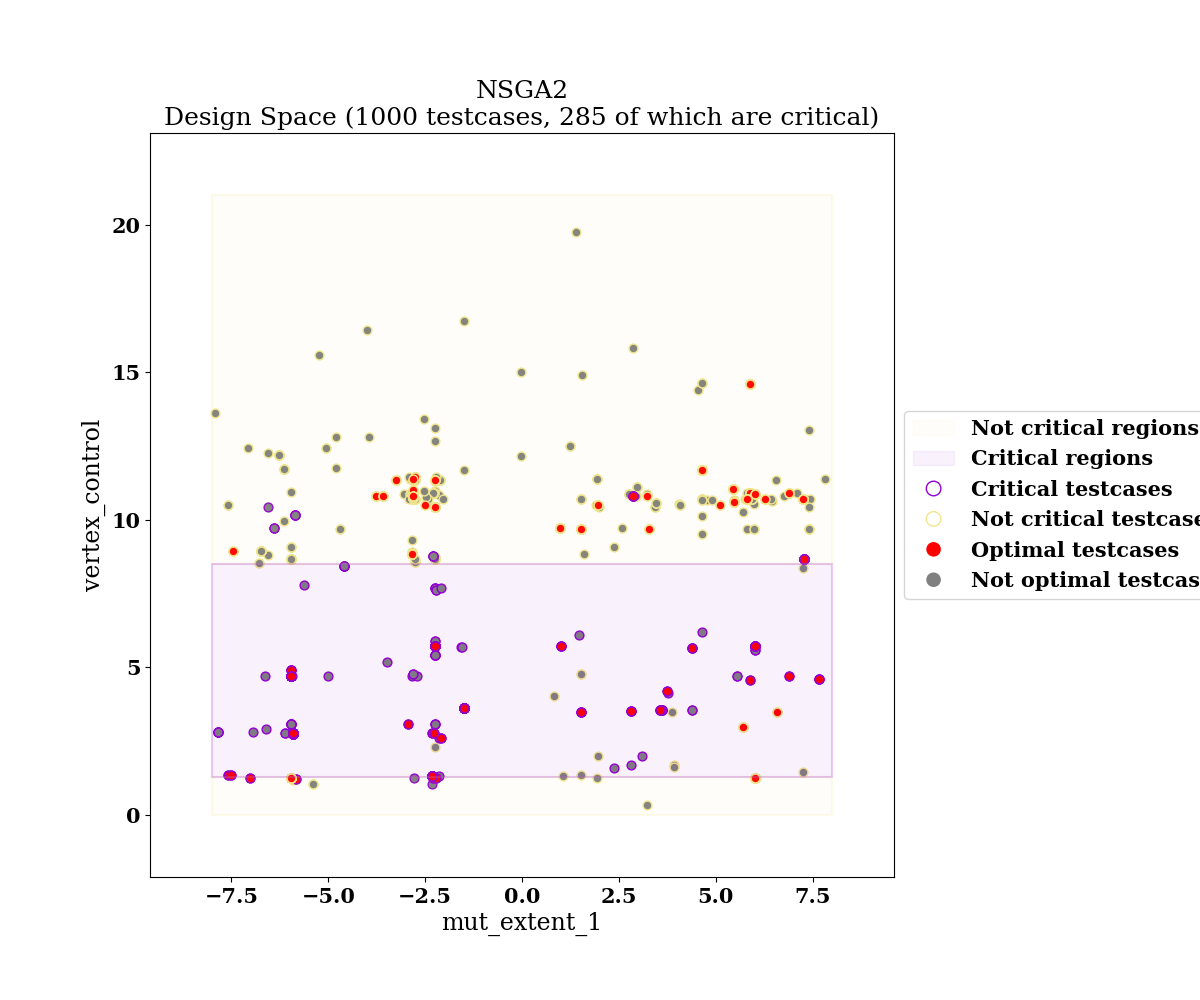 NSGA2
Design Space (1000 testcases, 285 of which are critical)
vertex_control
20
15
10
5
0
−7.5 −5.0 −2.5 0.0 2.5 5.0 7.5
mut_extent_1
Not critical regions
Critical regions
Critical testcases
Not critical testcase
Optimal testcases
Not optimal testcas